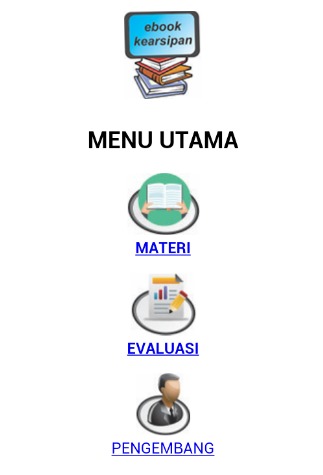 ebook
kearsipan
MENU UTAMA
MATERI
EVALUASI
PENGEMBANG